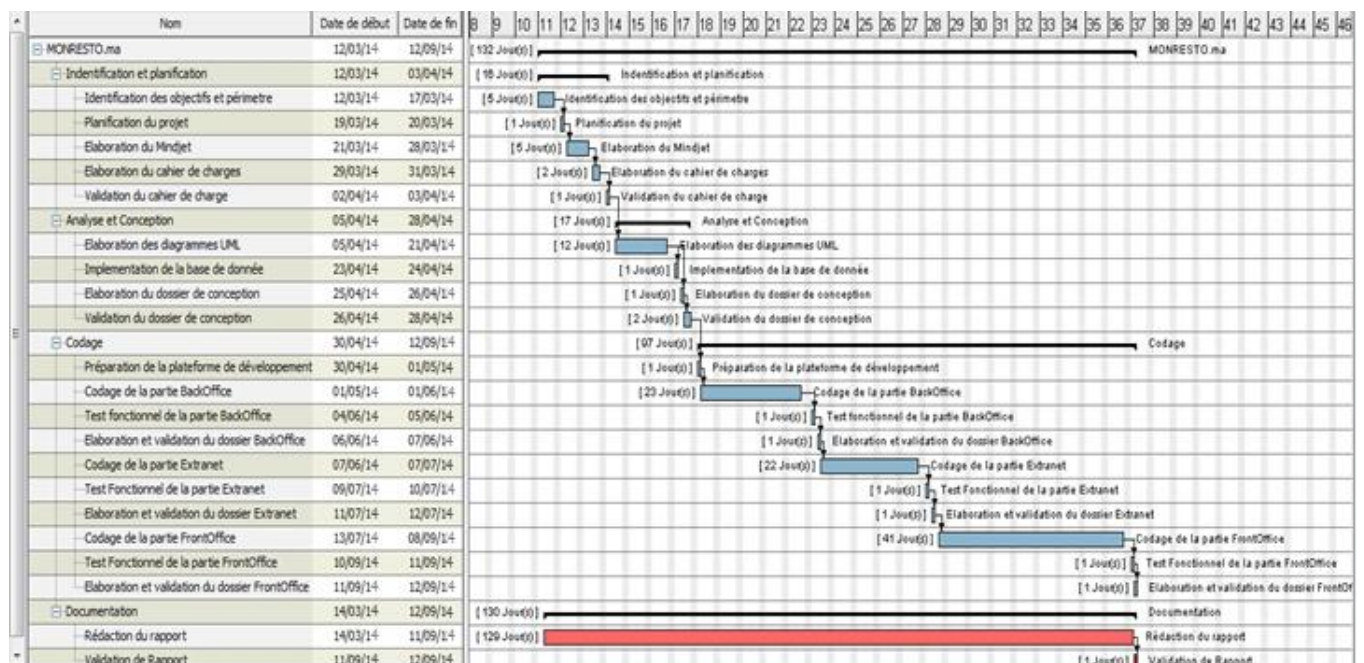 Nom Date de début Date de fin 8 9 10 11 12 13 14 15 16 17 18 19 20 21 22 23 24 25 26 27 28 29 30 31 32 33 34 35 36 37 38 39 40 41 42 43 44 45 46
MONRESTO.ma 12/03/14 12/09/14 [ 132 Jour(s) ] MONRESTO.ma
Indentification et planification 12/03/14 03/04/14 [ 18 Jour(s) ] Indentification et planification
Identification des objectifs et périmetre 12/03/14 17/03/14 [ 5 Jour(s) ] Identification des objectifs et périmetre
Planification du projet 19/03/14 20/03/14 [ 1 Jour(s) ] Planification du projet
Elaboration du Mindjet 21/03/14 28/03/14 [ 5 Jour(s) ] Elaboration du Mindjet
Elaboration du cahier de charges 29/03/14 31/03/14 [ 2 Jour(s) ] Elaboration du cahier de charges
Validation du cahier de charge 02/04/14 03/04/14 [ 1 Jour(s) ] Validation du cahier de charge
Analyse et Conception 05/04/14 28/04/14 [ 17 Jour(s) ] Analyse et Conception
Elaboration des diagrammes UML 05/04/14 21/04/14 [ 12 Jour(s) ] Elaboration des diagrammes UML
Implementation de la base de donnée 23/04/14 24/04/14 [ 1 Jour(s) ] Implementation de la base de donnée
Elaboration du dossier de conception 25/04/14 26/04/14 [ 1 Jour(s) ] Elaboration du dossier de conception
Validation du dossier de conception 26/04/14 28/04/14 [ 2 Jour(s) ] Validation du dossier de conception
Codage 30/04/14 12/09/14 [ 97 Jour(s) ] Codage
Préparation de la plateforme de développement 30/04/14 01/05/14 [ 1 Jour(s) ] Préparation de la plateforme de développement
Codage de la partie BackOffice 01/05/14 01/06/14 [ 23 Jour(s) ] Codage de la partie BackOffice
Test fonctionnel de la partie BackOffice 04/06/14 05/06/14 [ 1 Jour(s) ] Test fonctionnel de la partie BackOffice
Elaboration et validation du dossier BackOffice 06/06/14 07/06/14 [ 1 Jour(s) ] Elaboration et validation du dossier BackOffice
Codage de la partie Extranet 07/06/14 07/07/14 [ 22 Jour(s) ] Codage de la partie Extranet
Test Fonctionnel de la partie Extranet 09/07/14 10/07/14 [ 1 Jour(s) ] Test Fonctionnel de la partie Extranet
Elaboration et validation du dossier Extranet 11/07/14 12/07/14 [ 1 Jour(s) ] Elaboration et validation du dossier Extranet
Codage de la partie FrontOffice 13/07/14 08/09/14 [ 41 Jour(s) ] Codage de la partie FrontOffice
Test Fonctionnel de la partie FrontOffice 10/09/14 11/09/14 [ 1 Jour(s) ] Test Fonctionnel de la partie FrontOffice
Elaboration et validation du dossier FrontOffice 11/09/14 12/09/14 [ 1 Jour(s) ] Elaboration et validation du dossier FrontOf
Documentation 14/03/14 12/09/14 [ 130 Jour(s) ] Documentation
Rédaction du rapport 14/03/14 11/09/14 [ 129 Jour(s) ] Rédaction du rapport
Validation de Rapport 11/09/14 12/09/14 [ 1 Jour(s) ] Validation de Rapport